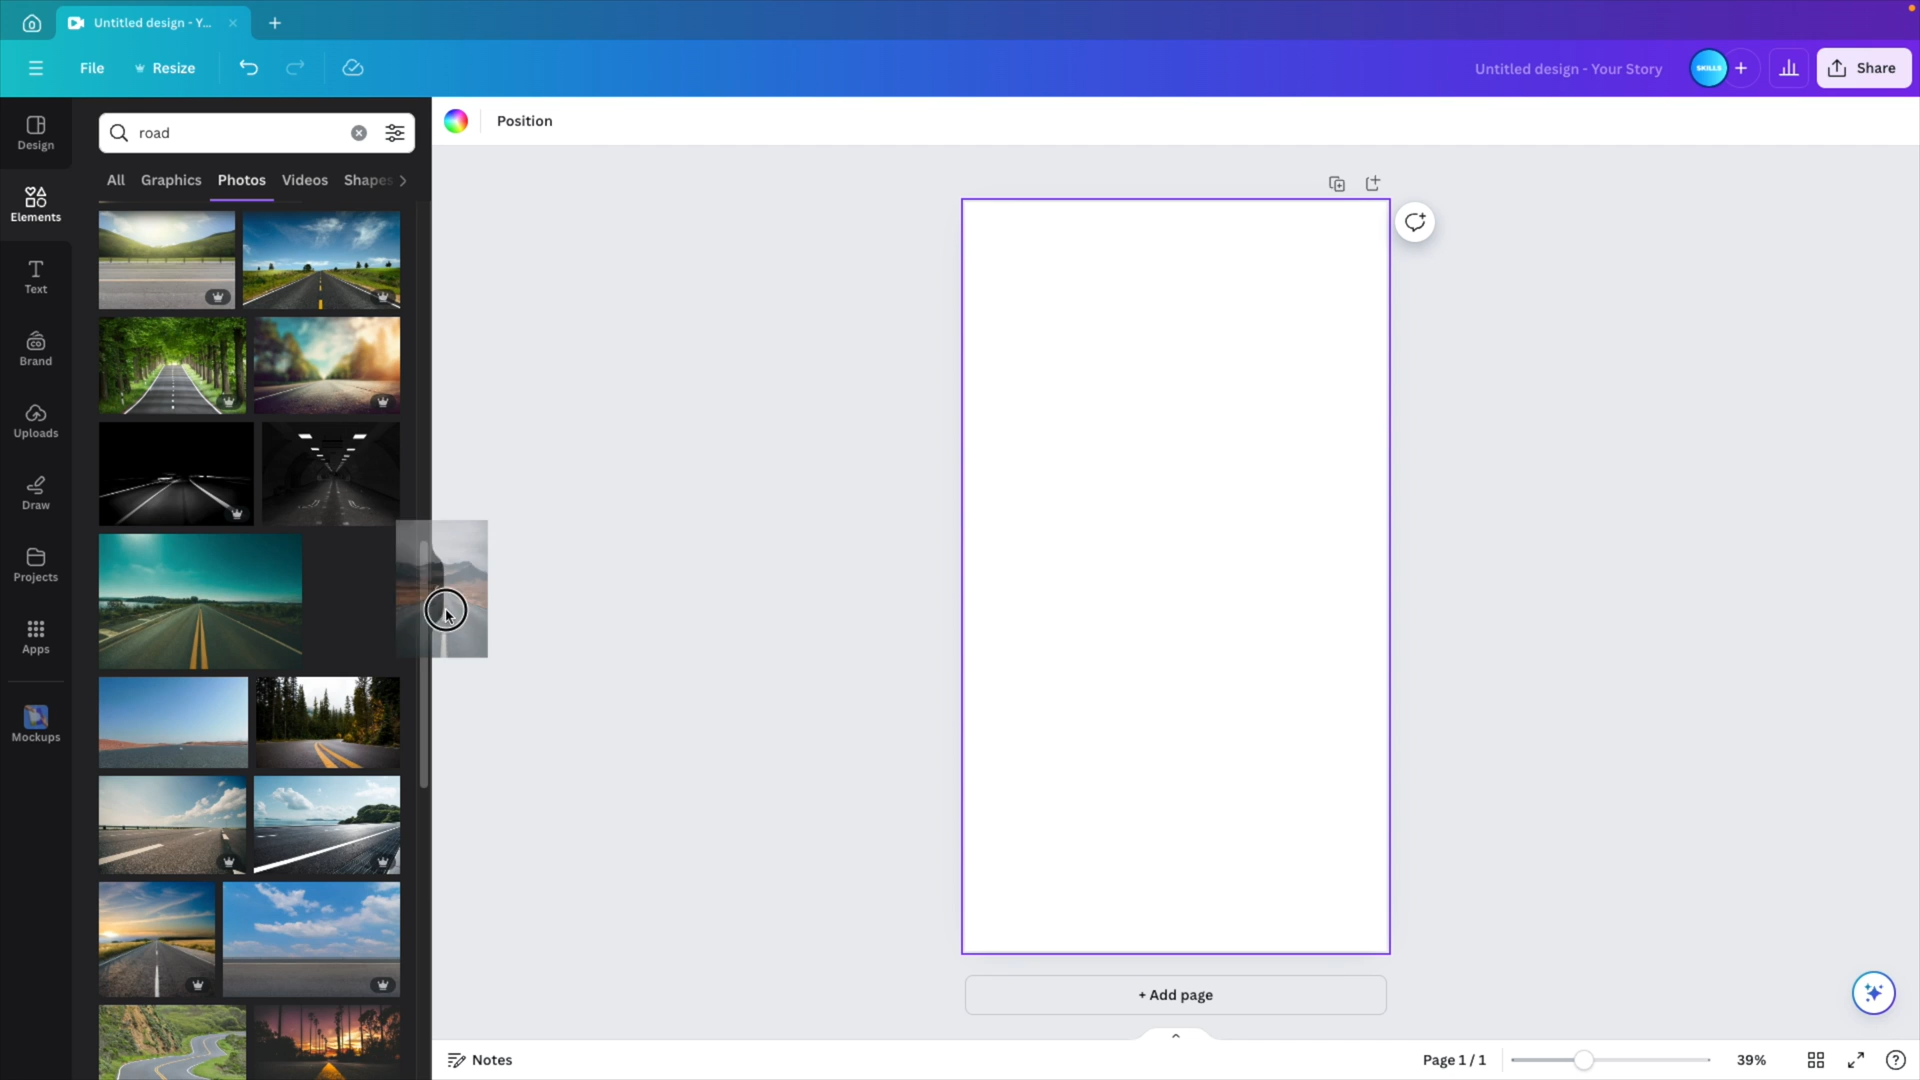 Untitled design - Y...
File
Resize
Untitled design - Your Story
SKILLS
Share
Design
Elements
Text
Brand
Uploads
Draw
Projects
Apps
Mockups
road
All
Graphics
Photos
Videos
Shapes
Position
+ Add page
Notes
Page 1 / 1
39%